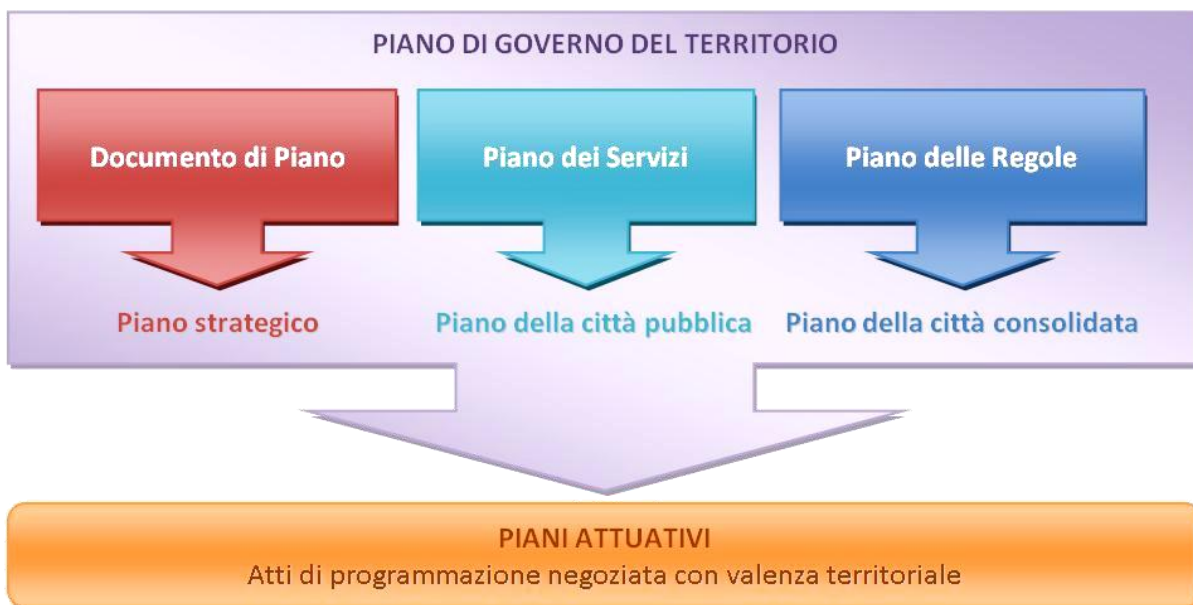 PIANO DI GOVERNO DEL TERRITORIO
Documento di Piano
Piano dei Servizi
Piano delle Regole
Piano strategico
Piano della città pubblica
Piano della città consolidata
PIANI ATTUATIVI
Atti di programmazione negoziata con valenza territoriale